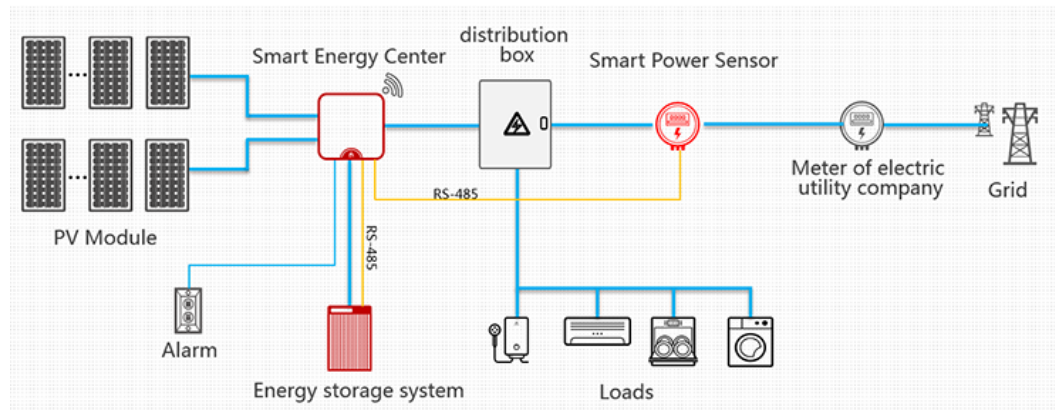 distribution
box
Smart Energy Center
Smart Power Sensor
RS-485
Meter of electric
utility company
Grid
PV Module
RS-485
Alarm
Energy storage system
Loads